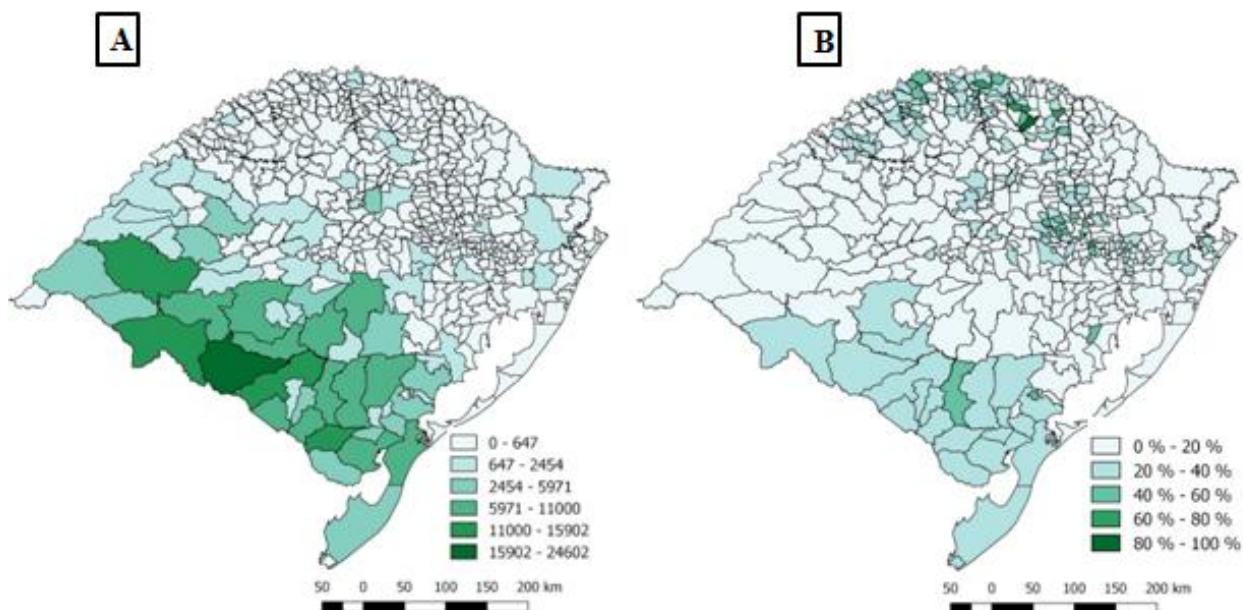 A
B
0 - 647
647 - 2454
2454 - 5971
5971 - 11000
11000 - 15902
15902 - 24602
50 0 50 100 150 200 km
0 % - 20 %
20 % - 40 %
40 % - 60 %
60 % - 80 %
80 % - 100 %
50 0 50 100 150 200 km